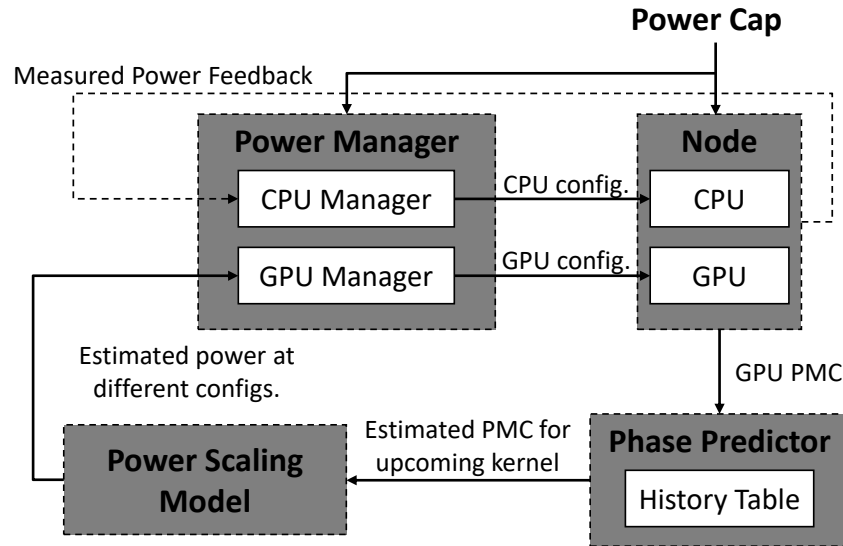 Power Cap
Measured Power Feedback
Power Manager
Node
CPU Manager
CPU config.
CPU
GPU Manager
GPU config.
GPU
Estimated power at
different configs.
GPU PMC
Power Scaling
Model
Estimated PMC for
upcoming kernel
Phase Predictor
History Table